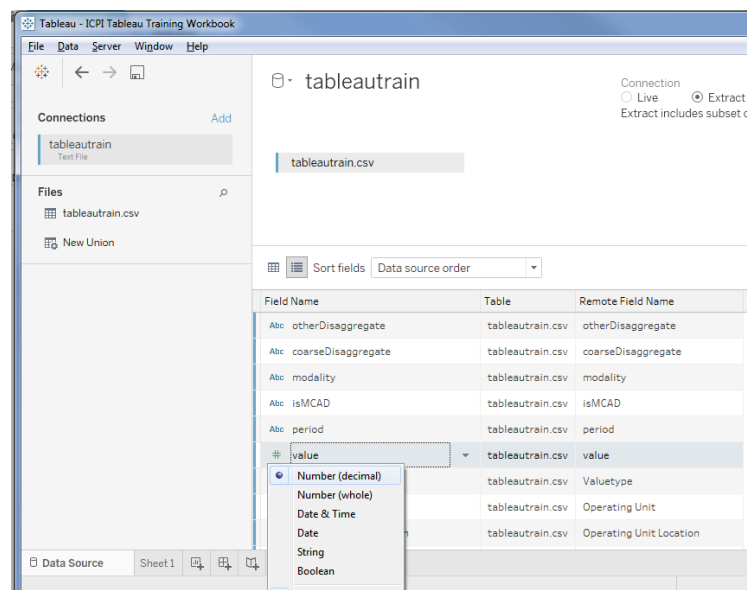 Tableau - ICPI Tableau Training Workbook
File Data Server Window Help
tableautrain
Connection
Live Extract
Extract includes subset
Connections Add
tableautrain
Text File
tableautrain.csv
Files
tableautrain.csv
New Union
Sort fields Data source order
Field Name Table Remote Field Name
Abc otherDisaggregate tableautrain.csv otherDisaggregate
Abc coarseDisaggregate tableautrain.csv coarseDisaggregate
Abc modality tableautrain.csv modality
Abc isMCAD tableautrain.csv isMCAD
Abc period tableautrain.csv period
# value tableautrain.csv value
Number (decimal) tableautrain.csv Valuetype
Number (whole)
Date & Time tableautrain.csv Operating Unit
Date tableautrain.csv Operating Unit Location
String
Boolean
Data Source Sheet 1